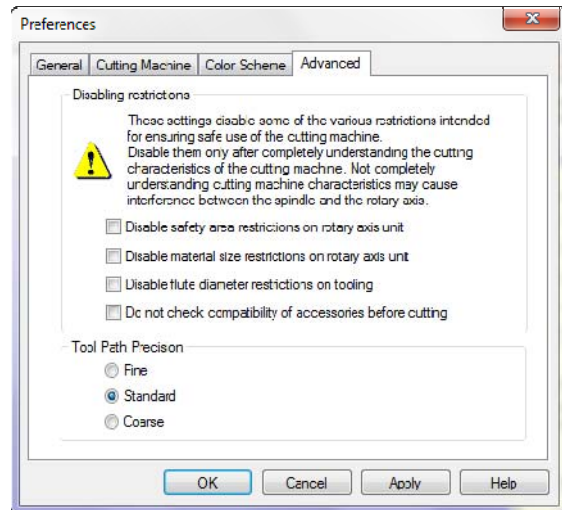 Preferences
General Cutting Machine Color Scheme Advanced
Disabling restrictions
These settings disable some of the various restrictions intended
for ensuring safe use of the cutting machine.
Disable them only after completely understanding the cutting
characteristics of the cutting machine. Not completely
understanding cutting machine characteristics may cause
interference between the spindle and the rotary axis.
Disable safety area restrictions on rotary axis unit
Disable material size restrictions on rotary axis unit
Disable flute diameter restrictions on tooling
Do not check compatibility of accessories before cutting
Tool Path Precison
Fine
Standard
Coarse
OK Cancel Apply Help